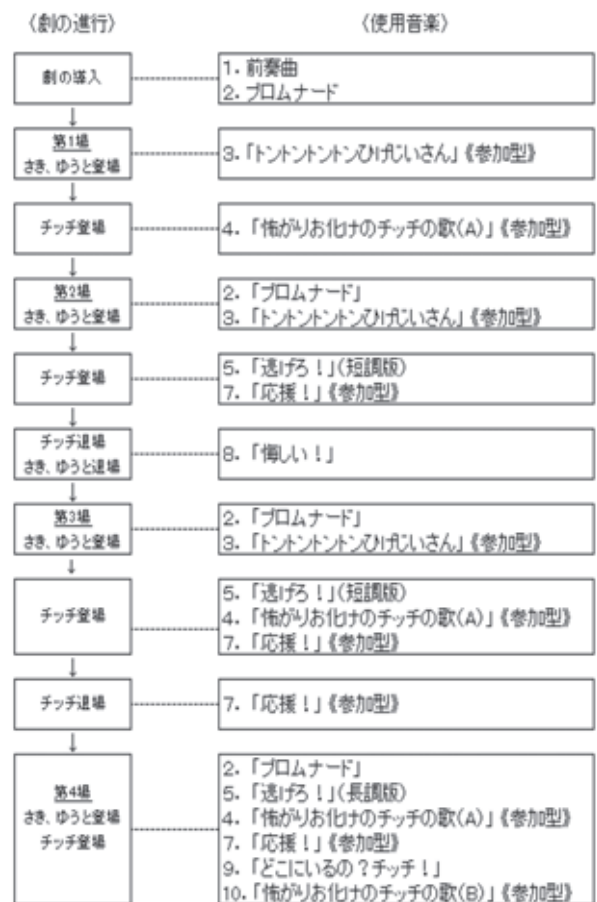 〈劇の進行〉 〈使用音楽〉
劇の導入
1. 前奏曲
2. プロムナード
↓
第1場
さき、ゆうと登場
3.「トントントントンひげじいさん」《参加型》
↓
チッチ登場
4. 「怖がりお化けのチッチの歌(A)」《参加型》
↓
第2場
さき、ゆうと登場
2. 「プロムナード」
3. 「トントントントンひげじいさん」《参加型》
↓
チッチ登場
5. 「逃げろ！」(短調版)
7. 「応援！」《参加型》
↓
チッチ退場
さき、ゆうと退場
8. 「悔しい！」
↓
第3場
さき、ゆうと登場
2. 「プロムナード」
3. 「トントントントンひげじいさん」《参加型》
↓
チッチ登場
5. 「逃げろ！」(短調版)
4. 「怖がりお化けのチッチの歌(A)」《参加型》
7. 「応援！」《参加型》
↓
チッチ退場
7. 「応援！」《参加型》
↓
第4場
さき、ゆうと登場
チッチ登場
2. 「プロムナード」
5. 「逃げろ！」(長調版)
4. 「怖がりお化けのチッチの歌(A)」《参加型》
7. 「応援！」《参加型》
9. 「どこにいるの？チッチ！」
10. 「怖がりお化けのチッチの歌(B)」《参加型》